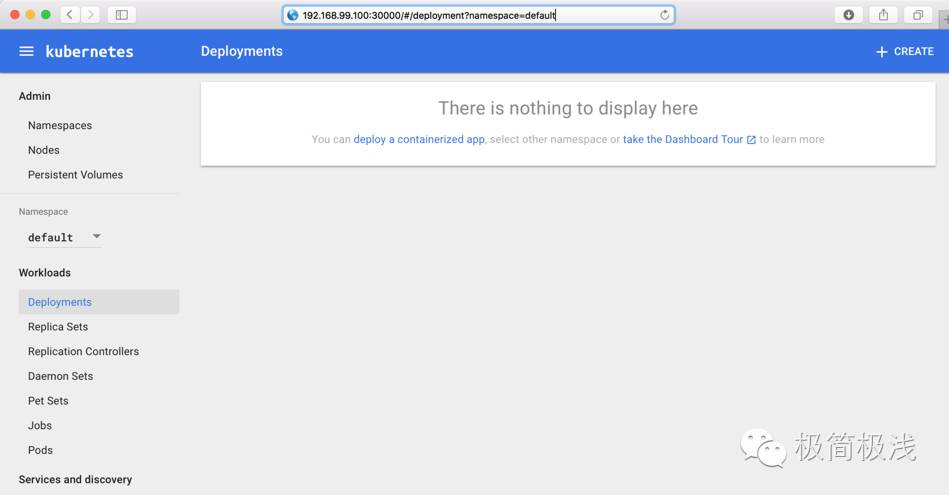 192.168.99.100:30000/#/deployment?namespace=default
kubernetes
Deployments
+ CREATE
Admin
Namespaces
Nodes
Persistent Volumes
Namespace
default
Workloads
Deployments
Replica Sets
Replication Controllers
Daemon Sets
Pet Sets
Jobs
Pods
Services and discovery
There is nothing to display here
You can deploy a containerized app, select other namespace or take the Dashboard Tour to learn more
极简极浅